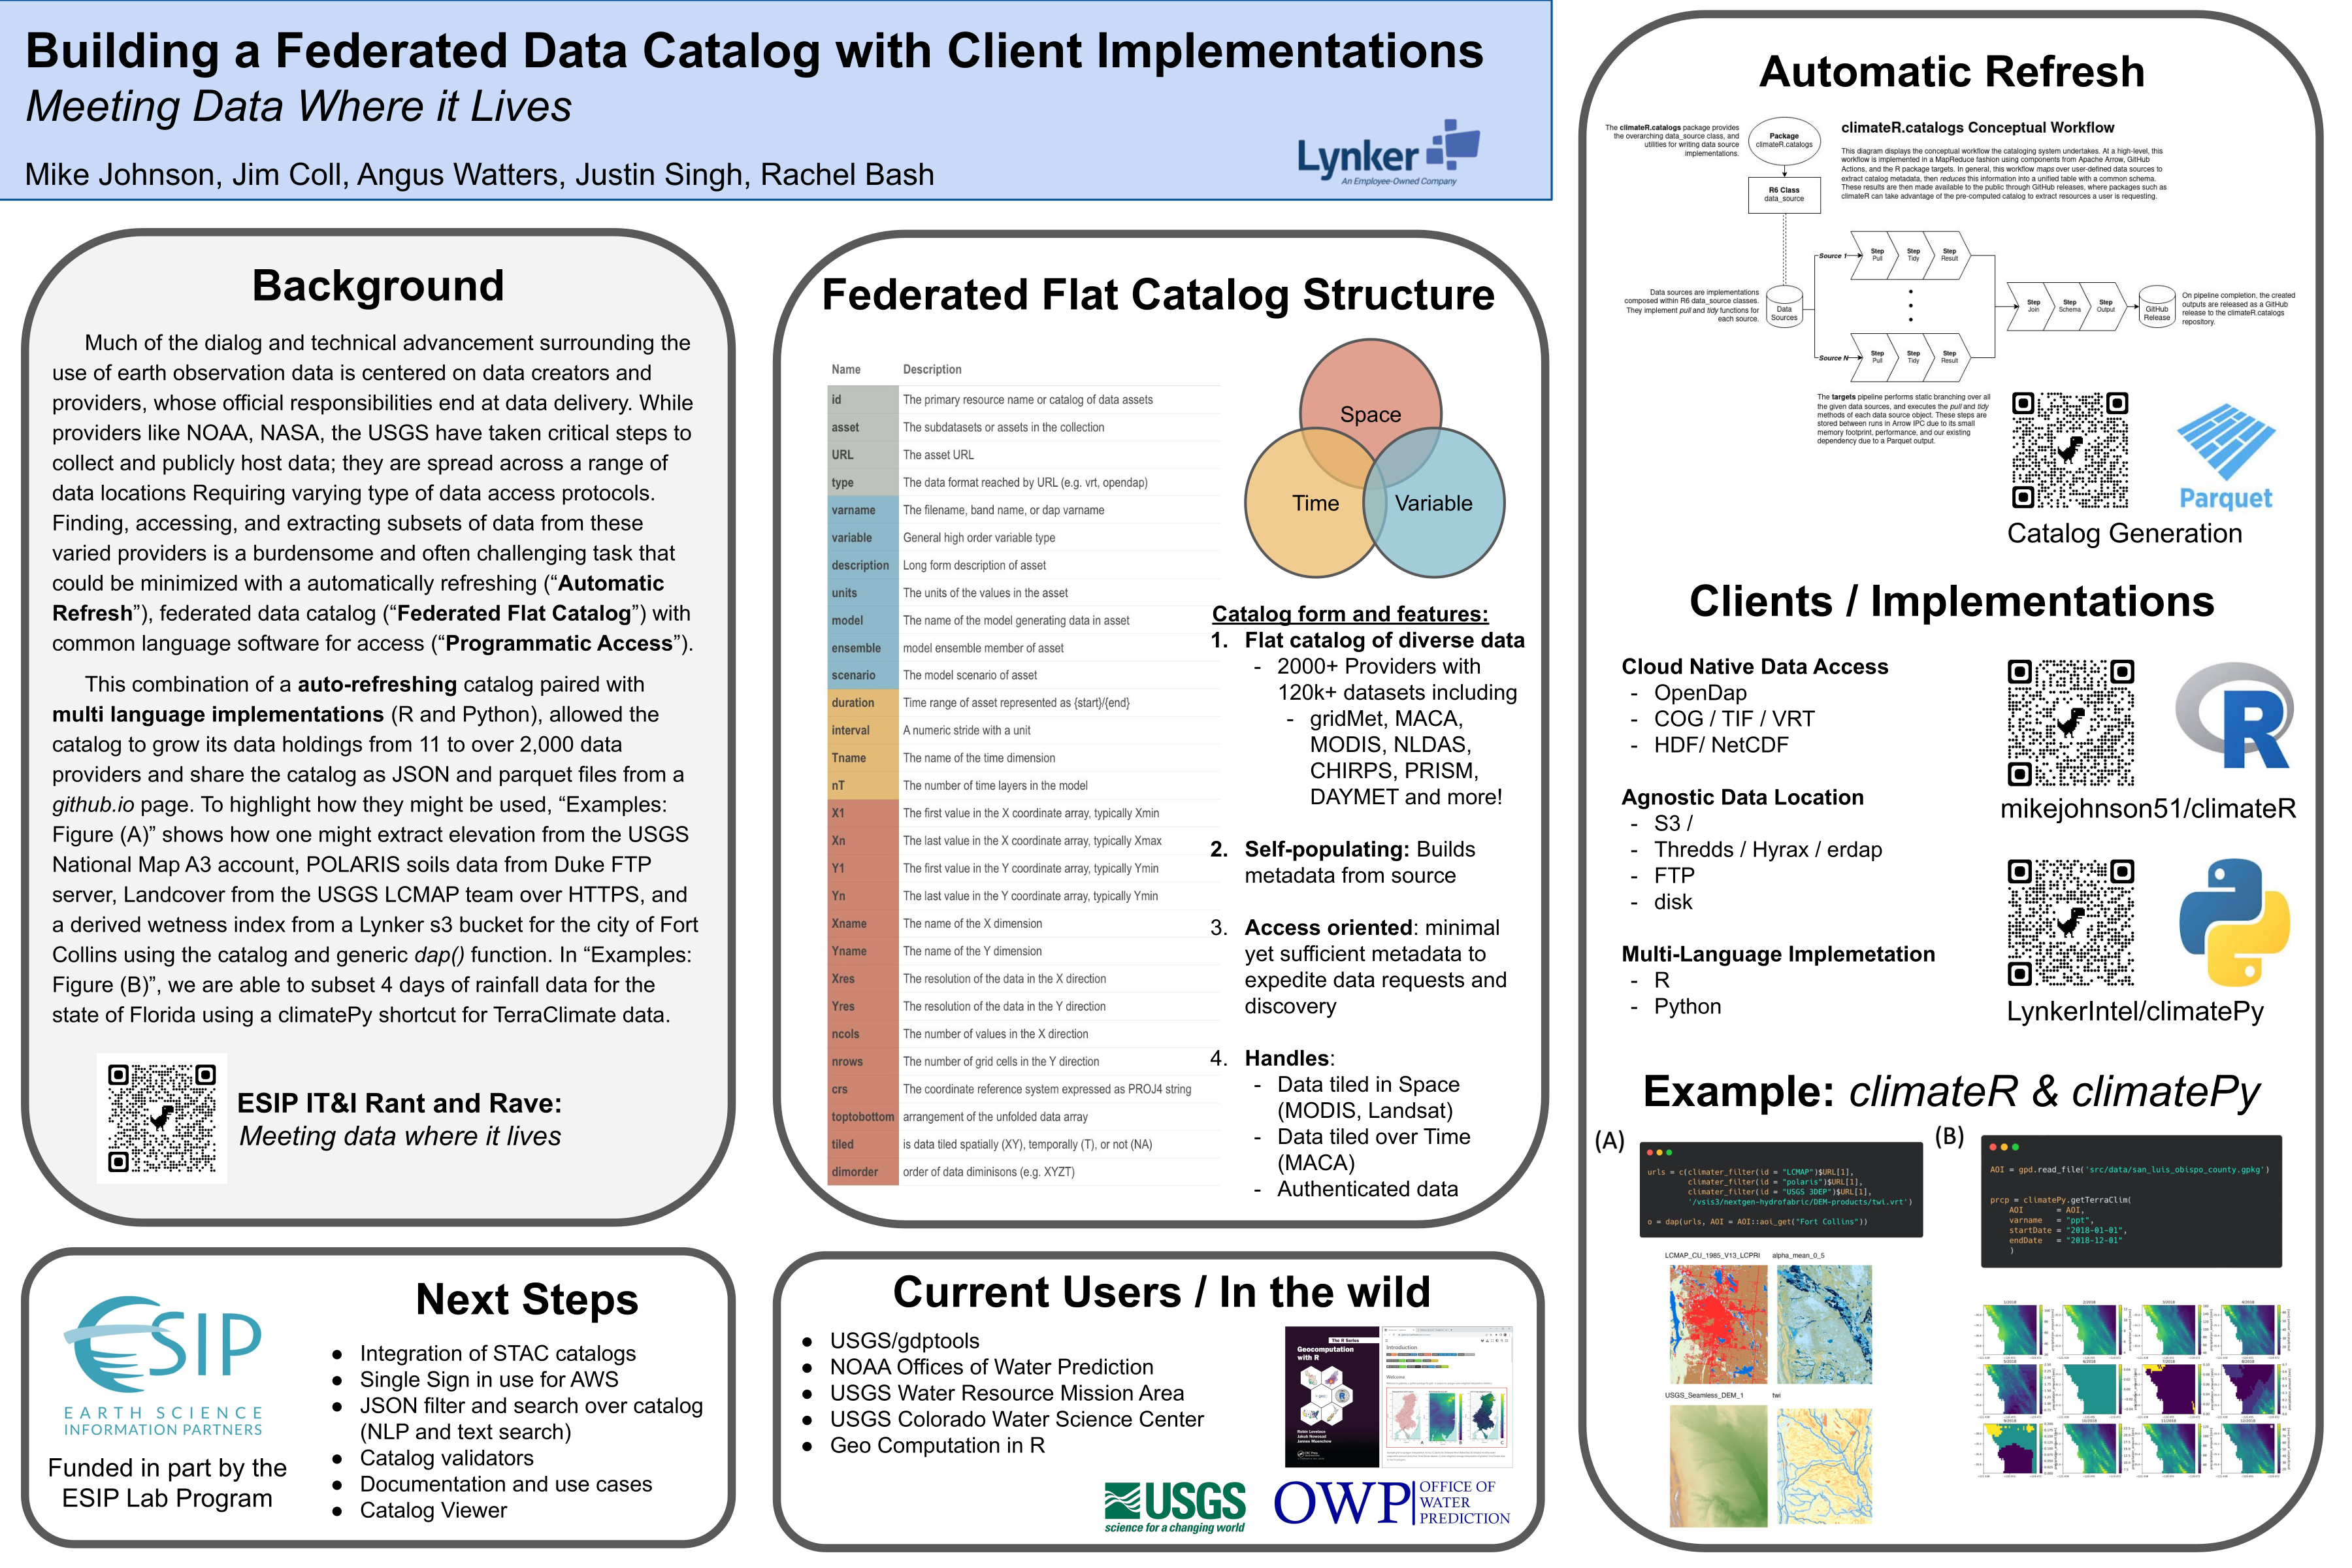 Building a Federated Data Catalog with Client Implementations
Meeting Data Where it Lives
Mike Johnson, Jim Coll, Angus Watters, Justin Singh, Rachel Bash
Lynker
An Employee-Owned Company
Background
Much of the dialog and technical advancement surrounding the
use of earth observation data is centered on data creators and
providers, whose official responsibilities end at data delivery. While
providers like NOAA, NASA, the USGS have taken critical steps to
collect and publicly host data; they are spread across a range of
data locations Requiring varying type of data access protocols.
Finding, accessing, and extracting subsets of data from these
varied providers is a burdensome and often challenging task that
could be minimized with a automatically refreshing (“Automatic
Refresh”), federated data catalog (“Federated Flat Catalog”) with
common language software for access (“Programmatic Access”).
This combination of a auto-refreshing catalog paired with
multi language implementations (R and Python), allowed the
catalog to grow its data holdings from 11 to over 2,000 data
providers and share the catalog as JSON and parquet files from a
github.io page. To highlight how they might be used, “Examples:
Figure (A)” shows how one might extract elevation from the USGS
National Map A3 account, POLARIS soils data from Duke FTP
server, Landcover from the USGS LCMAP team over HTTPS, and
a derived wetness index from a Lynker s3 bucket for the city of Fort
Collins using the catalog and generic dap() function. In “Examples:
Figure (B)”, we are able to subset 4 days of rainfall data for the
state of Florida using a climatePy shortcut for TerraClimate data.
ESIP IT&I Rant and Rave:
Meeting data where it lives
ESIP
EARTH SCIENCE
INFORMATION PARTNERS
Funded in part by the
ESIP Lab Program
Next Steps
● Integration of STAC catalogs
● Single Sign in use for AWS
● JSON filter and search over catalog
(NLP and text search)
● Catalog validators
● Documentation and use cases
● Catalog Viewer
Federated Flat Catalog Structure
Name Description
id The primary resource name or catalog of data assets
asset The subdatasets or assets in the collection
URL The asset URL
type The data format reached by URL (e.g. vrt, opendap)
varname The filename, band name, or dap varname
variable General high order variable type
description Long form description of asset
units The units of the values in the asset
model The name of the model generating data in asset
ensemble model ensemble member of asset
scenario The model scenario of asset
duration Time range of asset represented as {start}/{end}
interval A numeric stride with a unit
Tname The name of the time dimension
nT The number of time layers in the model
X1 The first value in the X coordinate array, typically Xmin
Xn The last value in the X coordinate array, typically Xmax
Y1 The first value in the Y coordinate array, typically Ymin
Yn The last value in the Y coordinate array, typically Ymin
Xname The name of the X dimension
Yname The name of the Y dimension
Xres The resolution of the data in the X direction
Yres The resolution of the data in the Y direction
ncols The number of values in the X direction
nrows The number of grid cells in the Y direction
crs The coordinate reference system expressed as PROJ4 string
toptobottom arrangement of the unfolded data array
tiled is data tiled spatially (XY), temporally (T), or not (NA)
dimorder order of data diminisons (e.g. XYZT)
Space
Time
Variable
Catalog form and features:
1. Flat catalog of diverse data
- 2000+ Providers with
120k+ datasets including
- gridMet, MACA,
MODIS, NLDAS,
CHIRPS, PRISM,
DAYMET and more!
2. Self-populating: Builds
metadata from source
3. Access oriented: minimal
yet sufficient metadata to
expedite data requests and
discovery
4. Handles:
- Data tiled in Space
(MODIS, Landsat)
- Data tiled over Time
(MACA)
- Authenticated data
Current Users / In the wild
● USGS/gdptools
● NOAA Offices of Water Prediction
● USGS Water Resource Mission Area
● USGS Colorado Water Science Center
● Geo Computation in R
The R Series
Geocomputation
with R
Robin Lovelace
Jakub Nowosad
Jannes Muenchow
Introduction
Welcome
USGS
science for a changing world
OWP
OFFICE OF
WATER
PREDICTION
Automatic Refresh
The climateR.catalogs package provides
the overarching data_source class, and
utilities for writing data source
implementations.
Package
climateR.catalogs
R6 Class
data_source
climateR.catalogs Conceptual Workflow
This diagram displays the conceptual workflow the cataloging system undertakes. At a high-level, this
workflow is implemented in a MapReduce fashion using components from Apache Arrow, GitHub
Actions, and the R package targets. In general, this workflow maps over user-defined data sources to
extract catalog metadata, then reduces this information into a unified table with a common schema.
These results are then made available to the public through GitHub releases, where packages such as
climateR can take advantage of the pre-computed catalog to extract resources a user is requesting.
Data sources are implementations
composed within R6 data_source classes.
They implement pull and tidy functions for
each source.
Data
Sources
Source 1
Step
Pull
Step
Tidy
Step
Result
Source N
Step
Pull
Step
Tidy
Step
Result
Step
Join
Step
Schema
Step
Output
GitHub
Release
On pipeline completion, the created
outputs are released as a GitHub
release to the climateR.catalogs
repository.
The targets pipeline performs static branching over all
the given data sources, and executes the pull and tidy
methods of each data source object. These steps are
stored between runs in Arrow IPC due to its small
memory footprint, performance, and our existing
dependency due to a Parquet output.
Parquet
Catalog Generation
Clients / Implementations
Cloud Native Data Access
- OpenDap
- COG / TIF / VRT
- HDF/ NetCDF
Agnostic Data Location
- S3 /
- Thredds / Hyrax / erdap
- FTP
- disk
Multi-Language Implemetation
- R
- Python
R
mikejohnson51/climateR
LynkerIntel/climatePy
Example: climateR & climatePy
(A)
urls = c(climater_filter(id = "LCMAP")$URL[1],
climater_filter(id = "polaris")$URL[1],
climater_filter(id = "USGS 3DEP")$URL[1],
'/vsis3/nextgen-hydrofabric/DEM-products/twi.vrt')
o = dap(urls, AOI = AOI::aoi_get("Fort Collins"))
LCMAP_CU_1985_V13_LCPRI alpha_mean_0_5
USGS_Seamless_DEM_1 twi
(B)
AOI = gpd.read_file('src/data/san_luis_obispo_county.gpkg')
prcp = climatePy.getTerraClim(
AOI = AOI,
varname = "ppt",
startDate = "2018-01-01",
endDate = "2018-12-01"
)